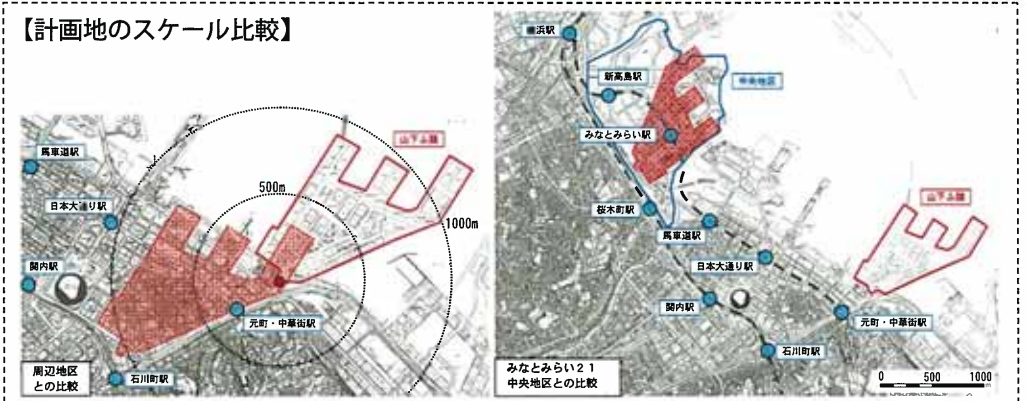 【計画地のスケール比較】
馬車道駅
日本大通り駅
関内駅
石川町駅
元町・中華街駅
500m
1000m
山下ふ頭
周辺地区
との比較
横浜駅
新高島駅
みなとみらい駅
中央地区
桜木町駅
馬車道駅
日本大通り駅
関内駅
元町・中華街駅
石川町駅
山下ふ頭
みなとみらい21
中央地区との比較
0 500 1000